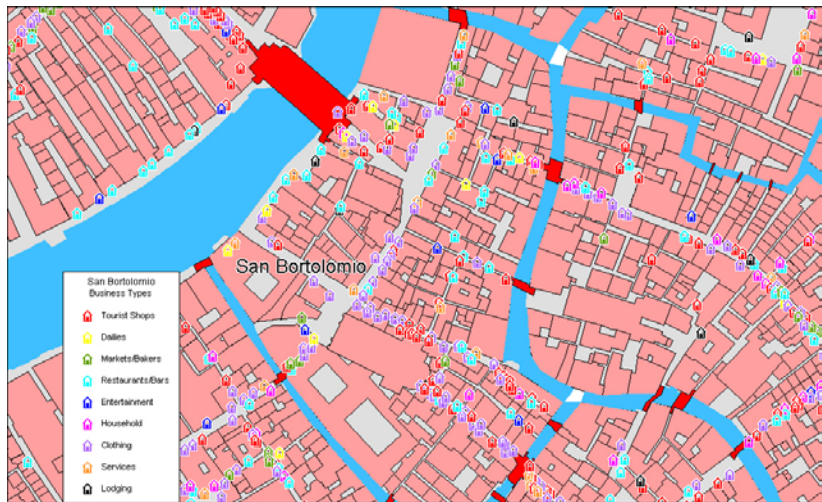 San Bortolomio
San Bortolomio
Business Types
Tourist Shops
Dailies
Markets/Bakers
Restaurants/Bars
Entertainment
Household
Clothing
Services
Lodging